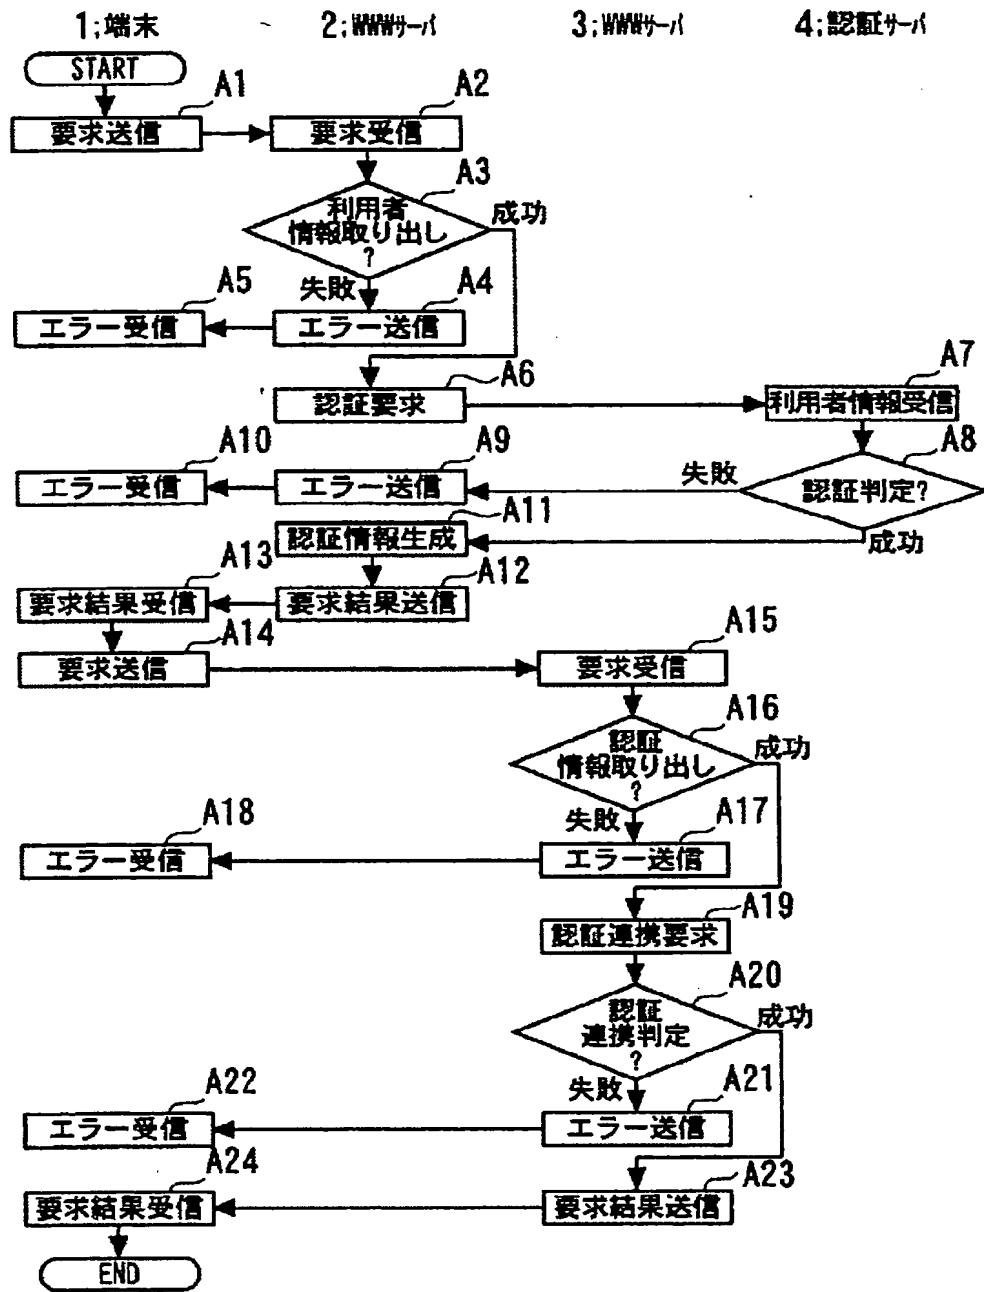 1;端末 2;WWWサーバ 3;WWWサーバ 4;認証サーバ
START
A1 A2
要求送信 要求受信
A3
利用者
情報取り出し
?
成功
失敗
A5 A4
エラー受信 エラー送信
A6 A7
認証要求 利用者情報受信
A10 A9 A8
エラー受信 エラー送信 失敗 認証判定?
A11
認証情報生成 成功
A13 A12
要求結果受信 要求結果送信
A14 A15
要求送信 要求受信
A16
認証
情報取り出し
?
成功
失敗
A18 A17
エラー受信 エラー送信
A19
認証連携要求
A20
認証
連携判定
?
成功
失敗
A22 A21
エラー受信 エラー送信
A24 A23
要求結果受信 要求結果送信
END